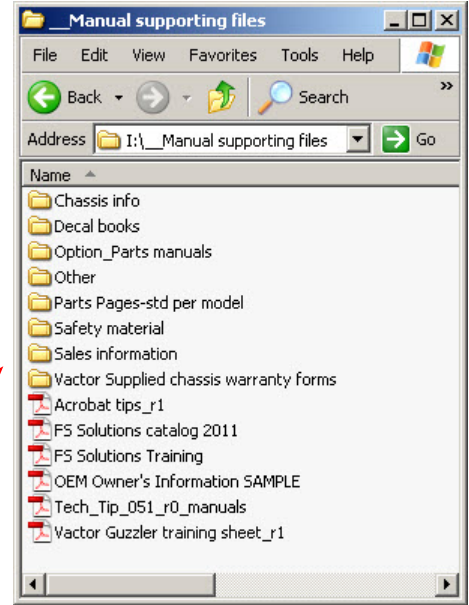 __Manual supporting files
File Edit View Favorites Tools Help
Back Search »
Address I:\__Manual supporting files Go
Name
Chassis info
Decal books
Option_Parts manuals
Other
Parts Pages-std per model
Safety material
Sales information
Vactor Supplied chassis warranty forms
Acrobat tips_r1
FS Solutions catalog 2011
FS Solutions Training
OEM Owner's Information SAMPLE
Tech_Tip_051_r0_manuals
Vactor Guzzler training sheet_r1